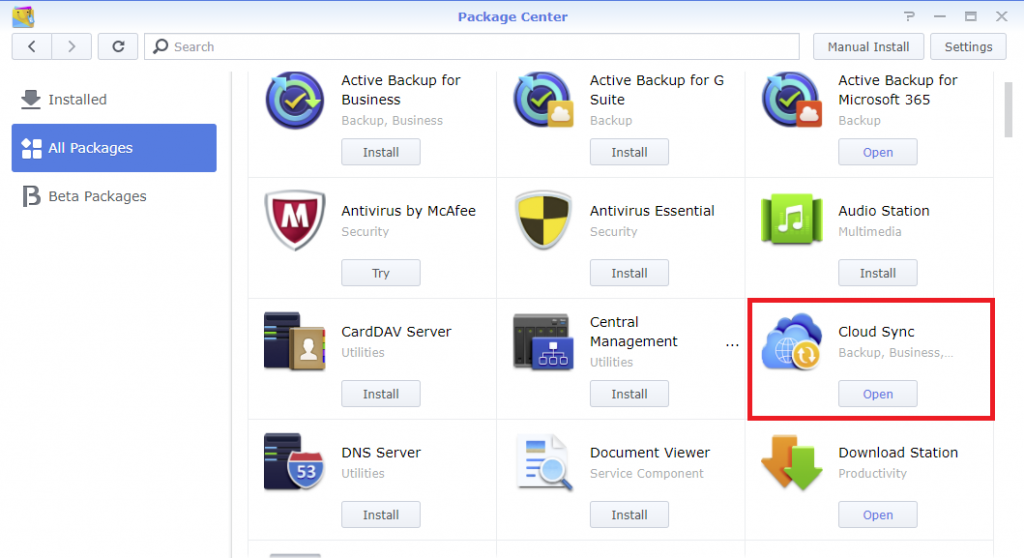 Package Center
?
Search
Manual Install
Settings
Installed
All Packages
Beta Packages
Active Backup for
Business
Backup, Business
Install
Active Backup for G
Suite
Backup
Install
Active Backup for
Microsoft 365
Backup
Open
M
Antivirus by McAfee
Security
Try
Antivirus Essential
Security
Install
Audio Station
Multimedia
Install
CardDAV Server
Utilities
Install
Central
Management ...
Utilities
Install
Cloud Sync
Backup, Business,...
Open
53
DNS Server
Utilities
Install
Document Viewer
Service Component
Install
Download Station
Productivity
Open